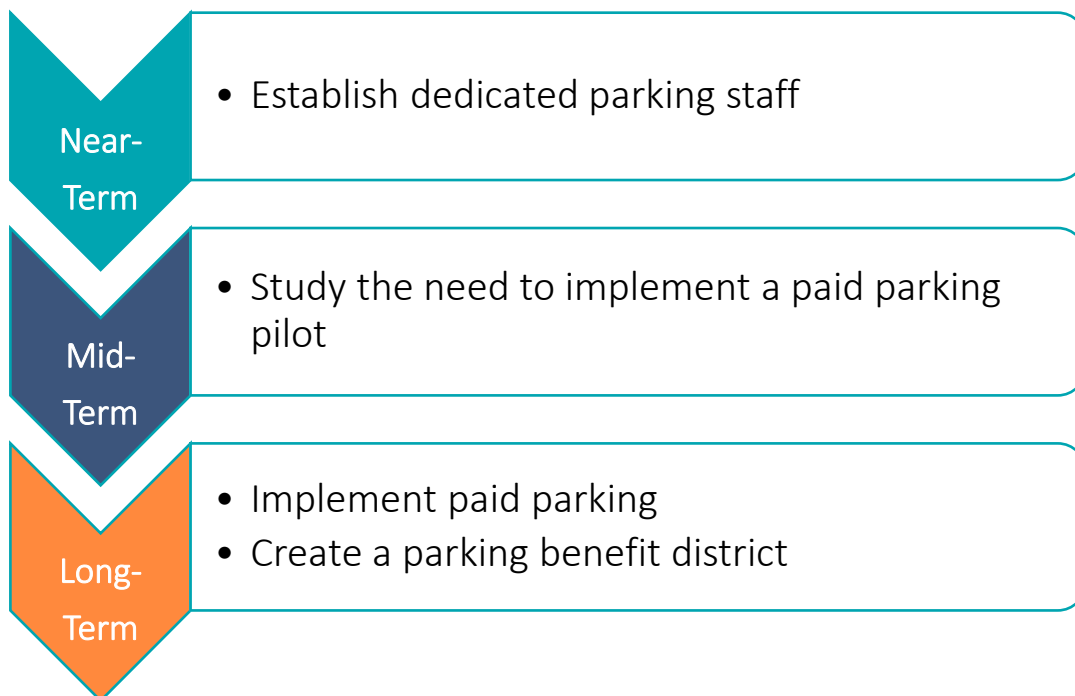 Near-
Term
• Establish dedicated parking staff
Mid-
Term
• Study the need to implement a paid parking
pilot
Long-
Term
• Implement paid parking
• Create a parking benefit district